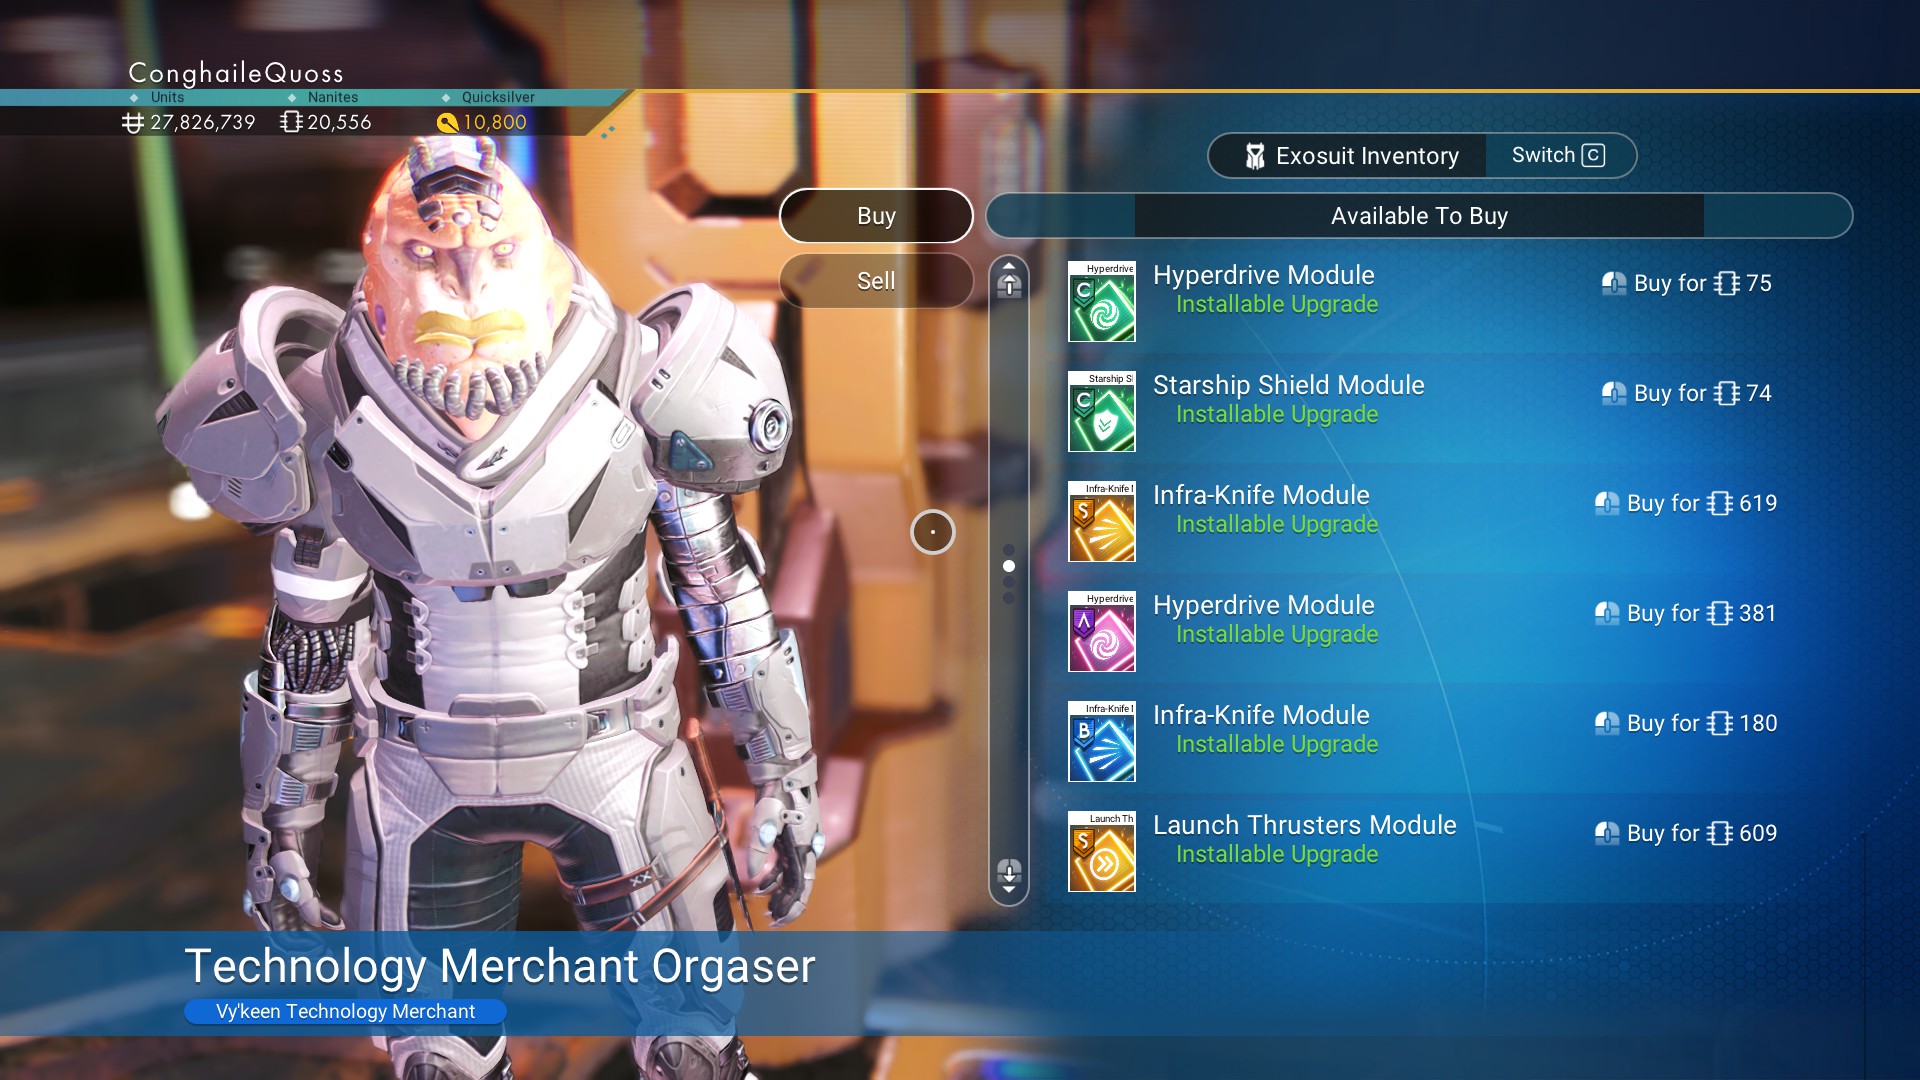 ConghaileQuoss
Units Nanites Quicksilver
27,826,739 20,556 10,800
Exosuit Inventory Switch C
Buy
Sell
Available To Buy
Hyperdrive
C
Hyperdrive Module
Installable Upgrade
Buy for 75
Starship S
C
Starship Shield Module
Installable Upgrade
Buy for 74
Infra-Knife
S
Infra-Knife Module
Installable Upgrade
Buy for 619
Hyperdrive
A
Hyperdrive Module
Installable Upgrade
Buy for 381
Infra-Knife
B
Infra-Knife Module
Installable Upgrade
Buy for 180
Launch Th
S
Launch Thrusters Module
Installable Upgrade
Buy for 609
Technology Merchant Orgaser
Vy'keen Technology Merchant